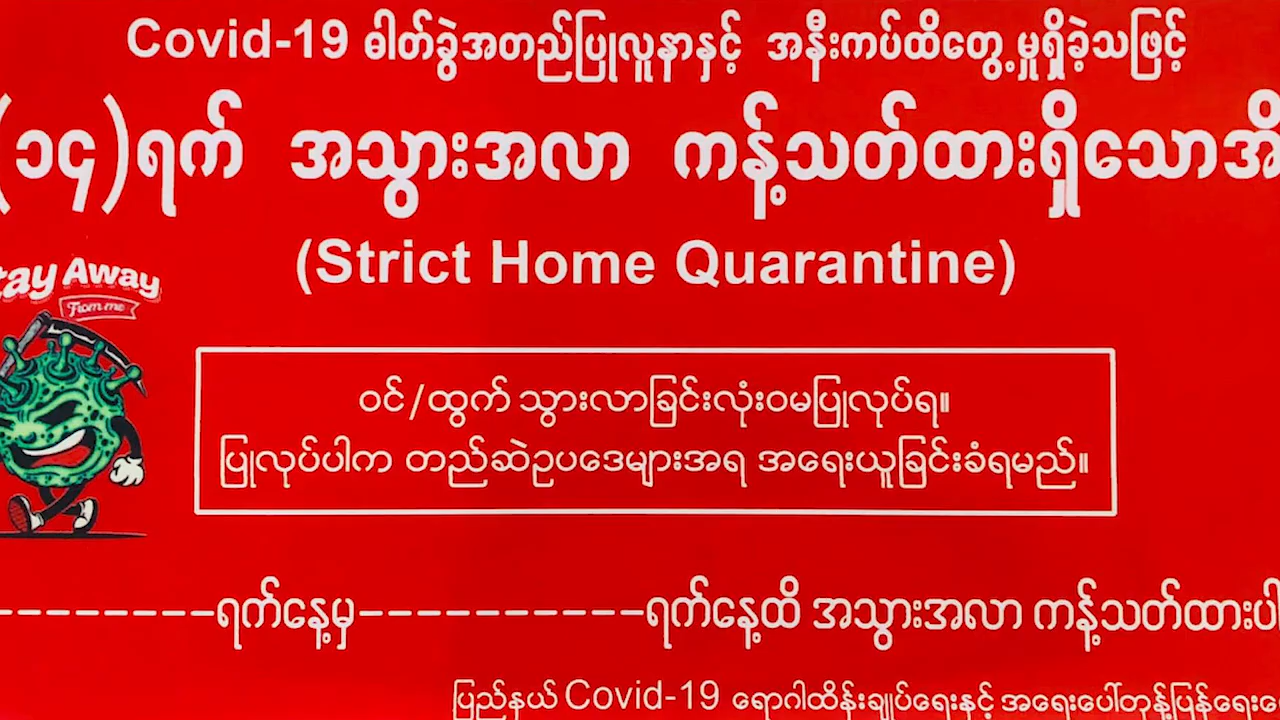 Covid-19 ဓါတ်ခွဲအတည်ပြုလူနာနှင့် အနီးကပ်ထိတွေ့မှုရှိခဲ့သဖြင့်
(၁၄)ရက် အသွားအလာ ကန့်သတ်ထားရှိသောအိ
(Strict Home Quarantine)
tay Away
From me
ဝင်/ထွက် သွားလာခြင်းလုံးဝမပြုလုပ်ရ။
ပြုလုပ်ပါက တည်ဆဲဥပဒေများအရ အရေးယူခြင်းခံရမည်။
---------ရက်နေ့မှ-----------ရက်နေ့ထိ အသွားအလာ ကန့်သတ်ထားပါ
ပြည်နယ် Covid-19 ရောဂါထိန်းချုပ်ရေးနှင့် အရေးပေါ်တုန့်ပြန်ရေး